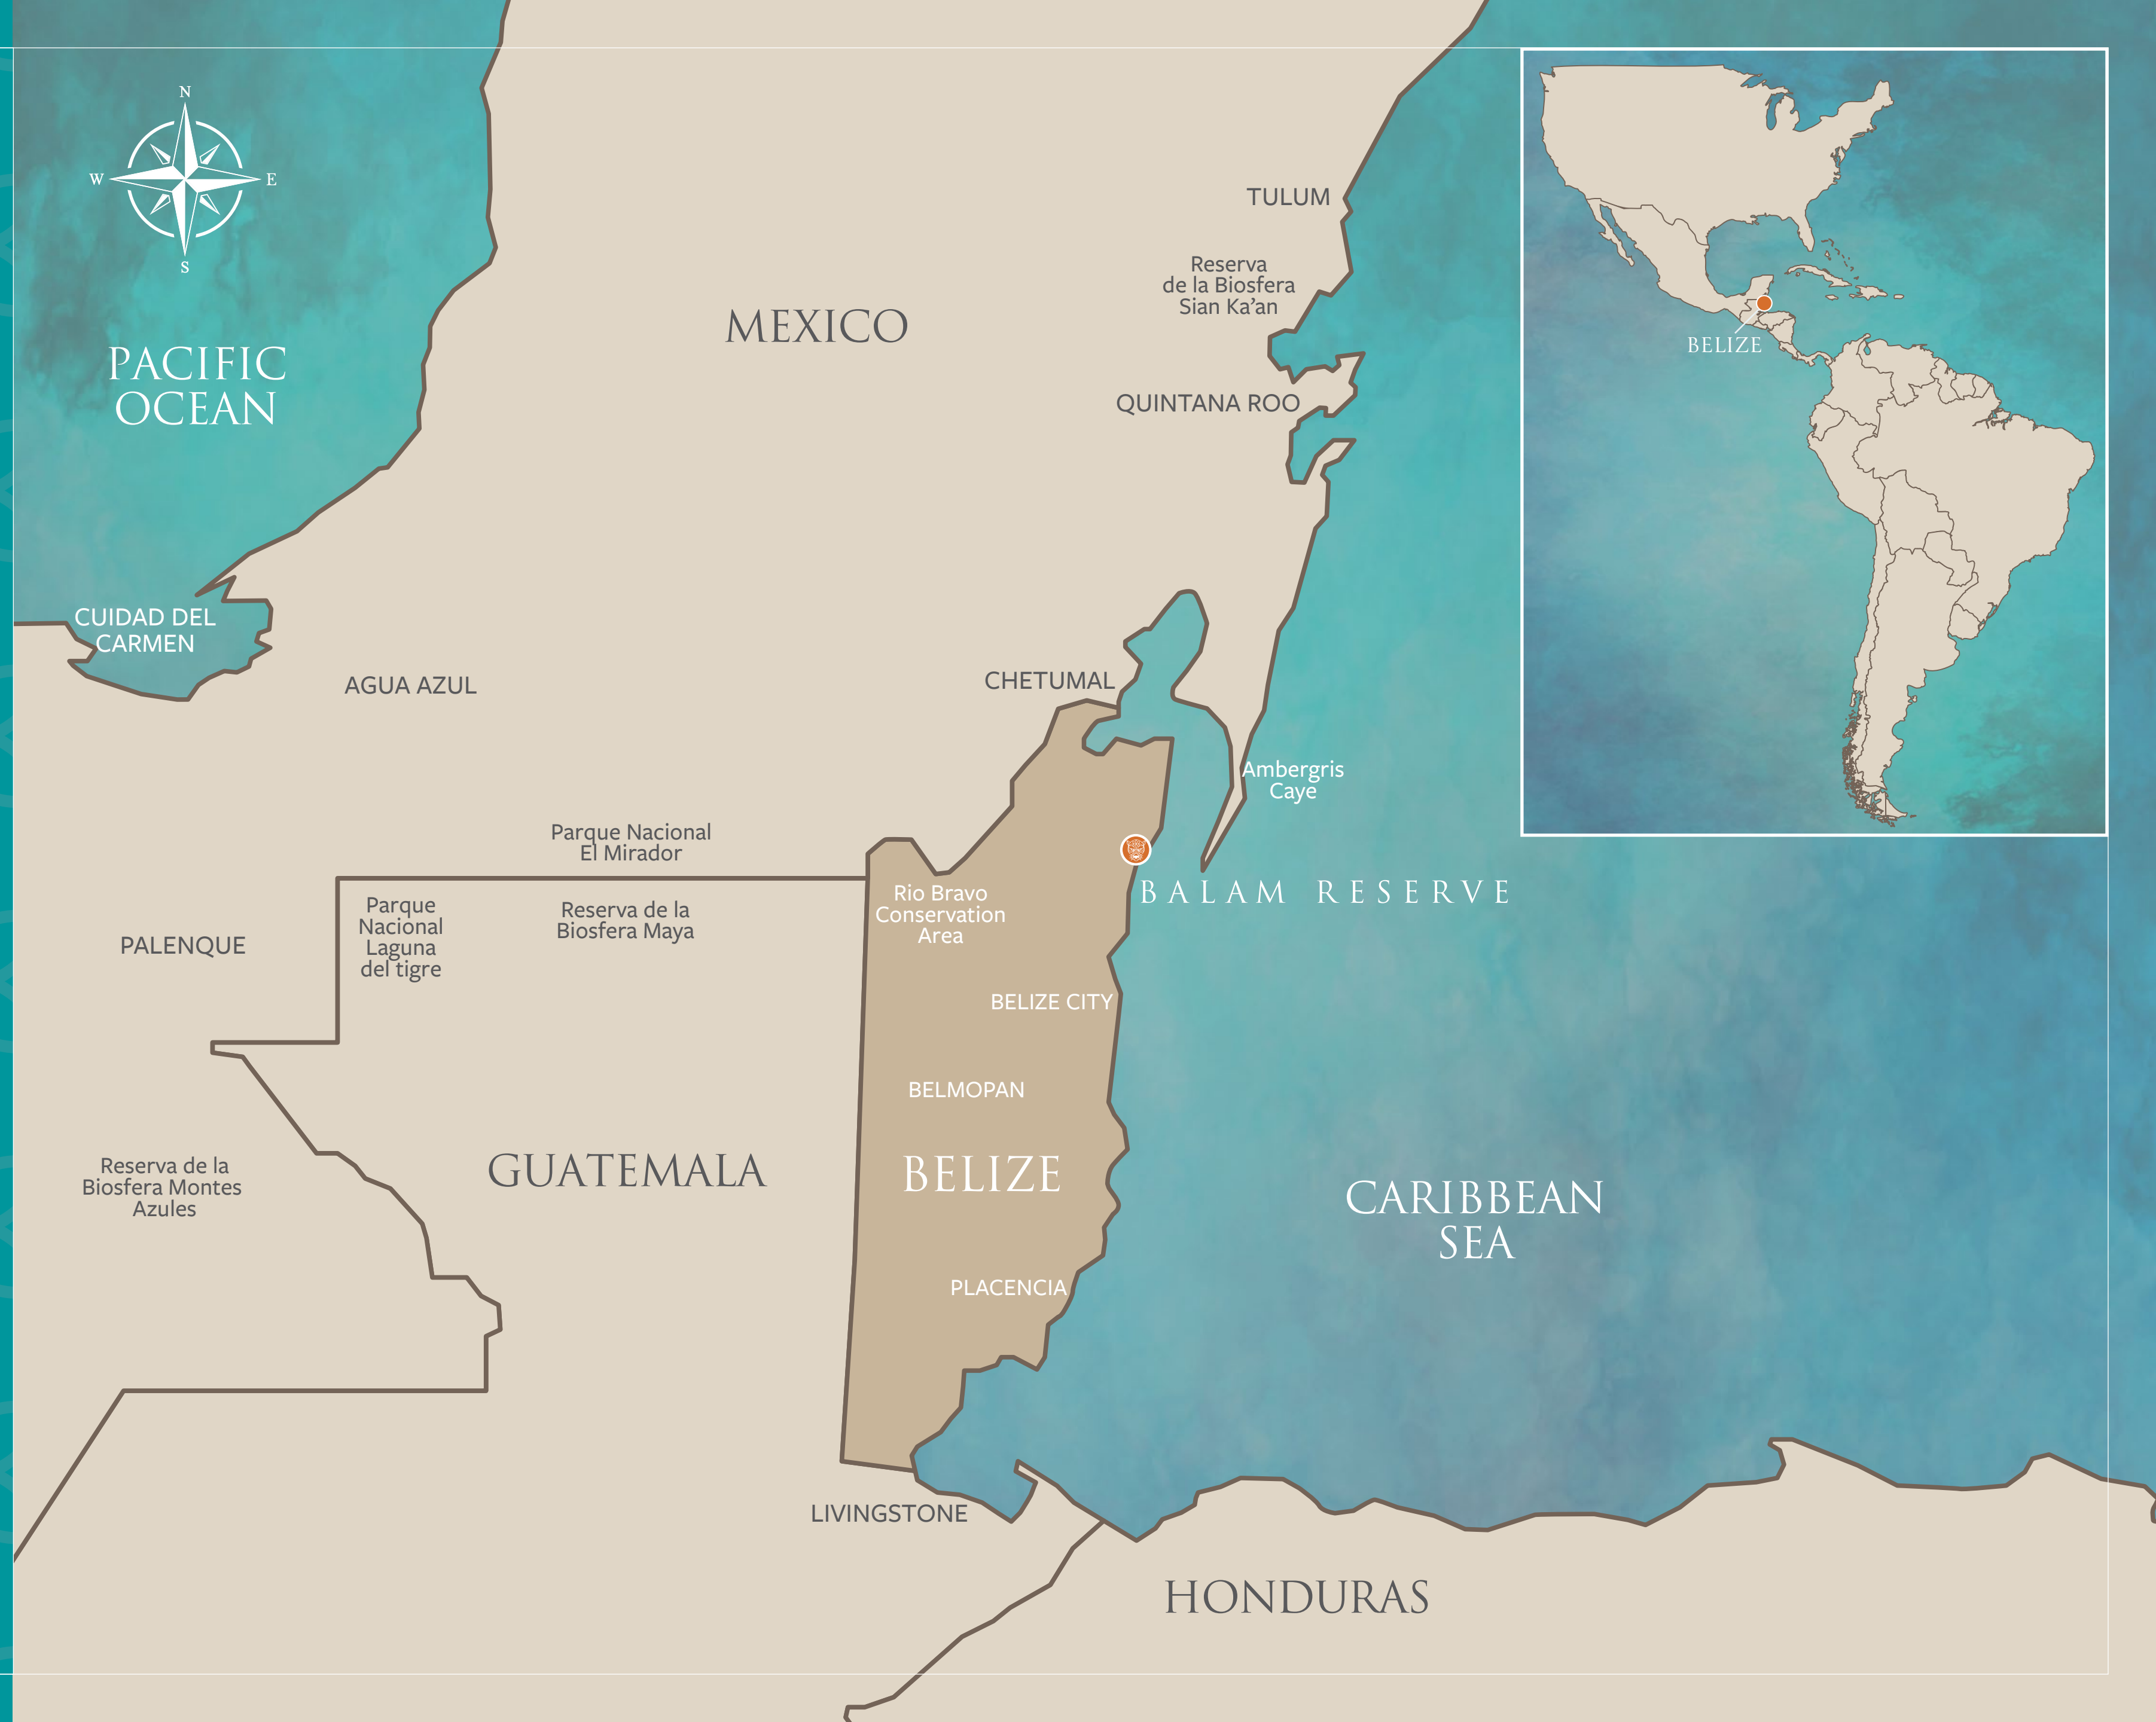 N
W
E
S
PACIFIC
OCEAN
MEXICO
TULUM
Reserva
de la Biosfera
Sian Ka’an
QUINTANA ROO
BELIZE
CUIDAD DEL
CARMEN
AGUA AZUL
CHETUMAL
Ambergris
Caye
Parque Nacional
El Mirador
BALAM RESERVE
Rio Bravo
Conservation
Area
Parque
Nacional
Laguna
del tigre
Reserva de la
Biosfera Maya
PALENQUE
BELIZE CITY
BELMOPAN
Reserva de la
Biosfera Montes
Azules
GUATEMALA
BELIZE
CARIBBEAN
SEA
PLACENCIA
LIVINGSTONE
HONDURAS